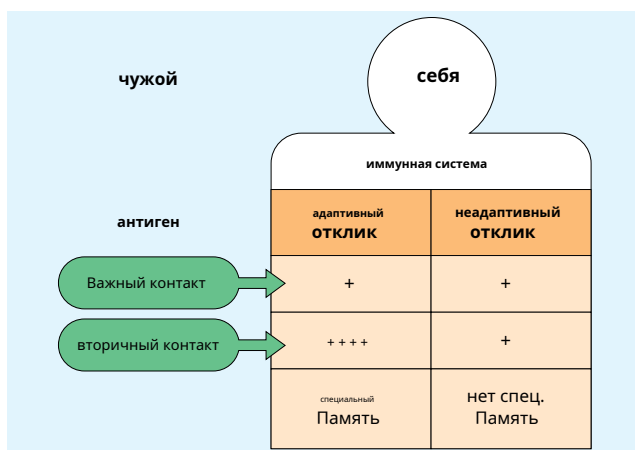 чужой
себя
иммунная система
антиген
адаптивный
отклик
неадаптивный
отклик
Важный контакт
+
+
вторичный контакт
++++
+
специальный
Память
нет спец.
Память